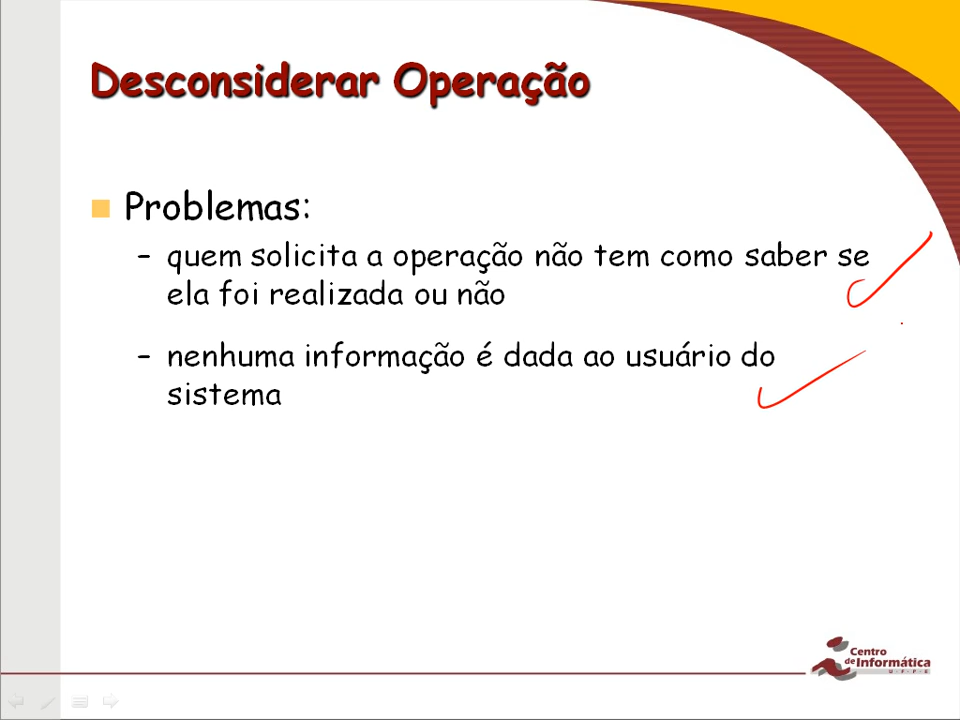 Desconsiderar Operação
Problemas:
– quem solicita a operação não tem como saber se
ela foi realizada ou não
– nenhuma informação é dada ao usuário do
sistema
Centro
de Informática
U F P E